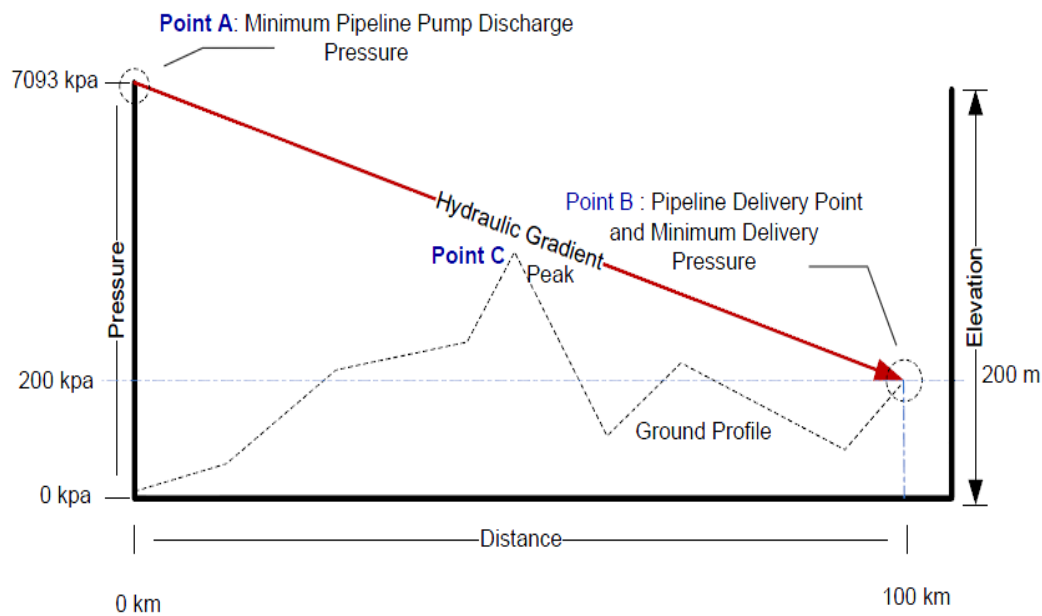 Point A: Minimum Pipeline Pump Discharge
Pressure
7093 kpa
Hydraulic Gradient
Point B : Pipeline Delivery Point
and Minimum Delivery
Pressure
Point C
Peak
Pressure
Elevation
200 kpa
200 m
Ground Profile
0 kpa
Distance
0 km
100 km